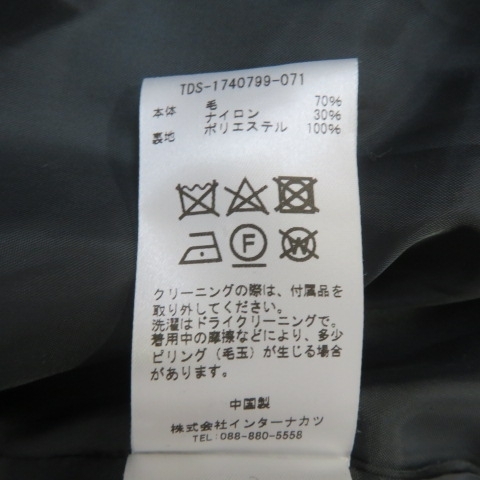 TDS-1740799-071
本体 毛 70%
ナイロン 30%
裏地 ポリエステル 100%
F
W
クリーニングの際は、付属品を
取り外してください。
洗濯はドライクリーニングで。
着用中の摩擦などにより、多少
ピリング（毛玉）が生じる場合
があります。
中国製
株式会社インターナカツ
TEL: 088-880-5558